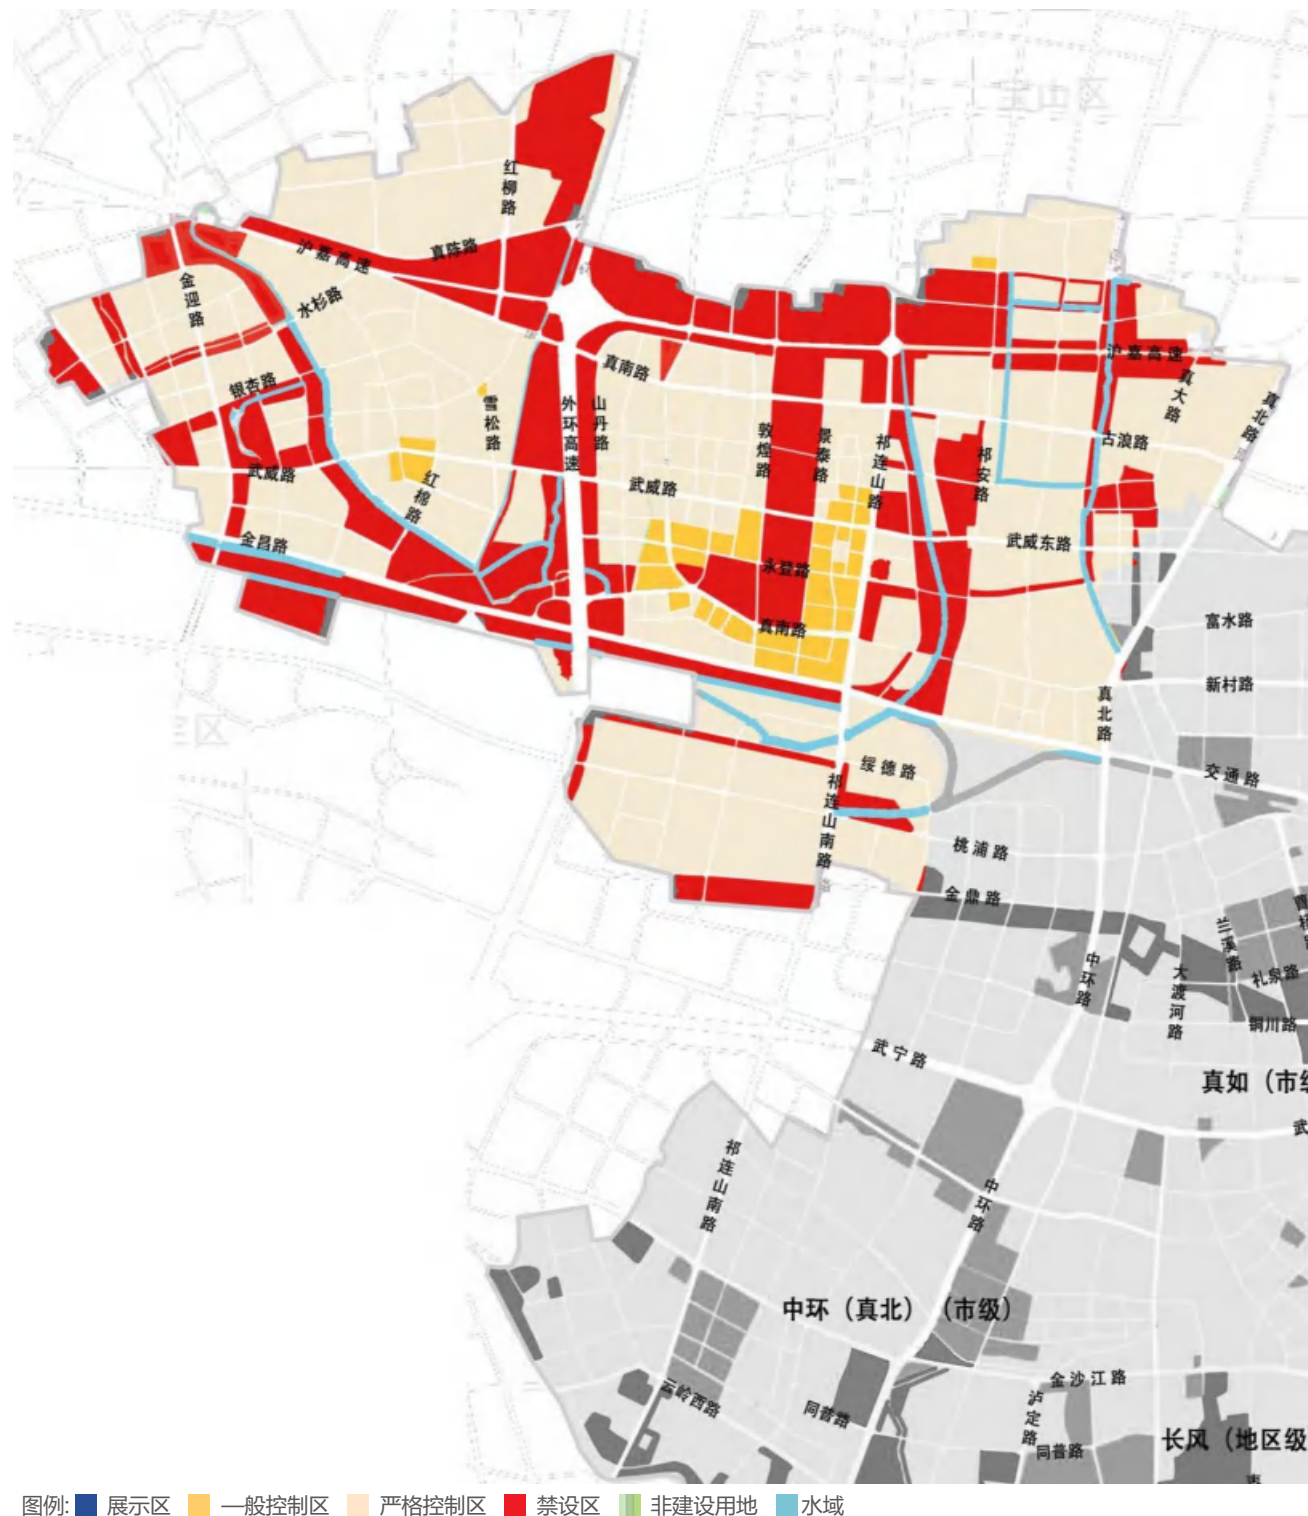 宝山区
红柳路
真陈路
沪嘉高速
金迎路
水杉路
沪嘉高速
真大路
真北路
真南路
银杏路
雪松路
外环高速
山丹路
敦煌路
景泰路
祁连山路
祁安路
古浪路
武威路
红棉路
武威路
金昌路
武威东路
永登路
真南路
富水路
新村路
真北路
绥德路
交通路
祁连山南路
桃浦路
金鼎路
兰溪路
中环路
大渡河路
礼泉路
铜川路
武宁路
真如（市级
武
祁连山南路
中环路
中环（真北）（市级）
金沙江路
泸定路
云岭西路
同普路
同普路
长风（地区级
图例: 展示区 一般控制区 严格控制区 禁设区 非建设用地 水域